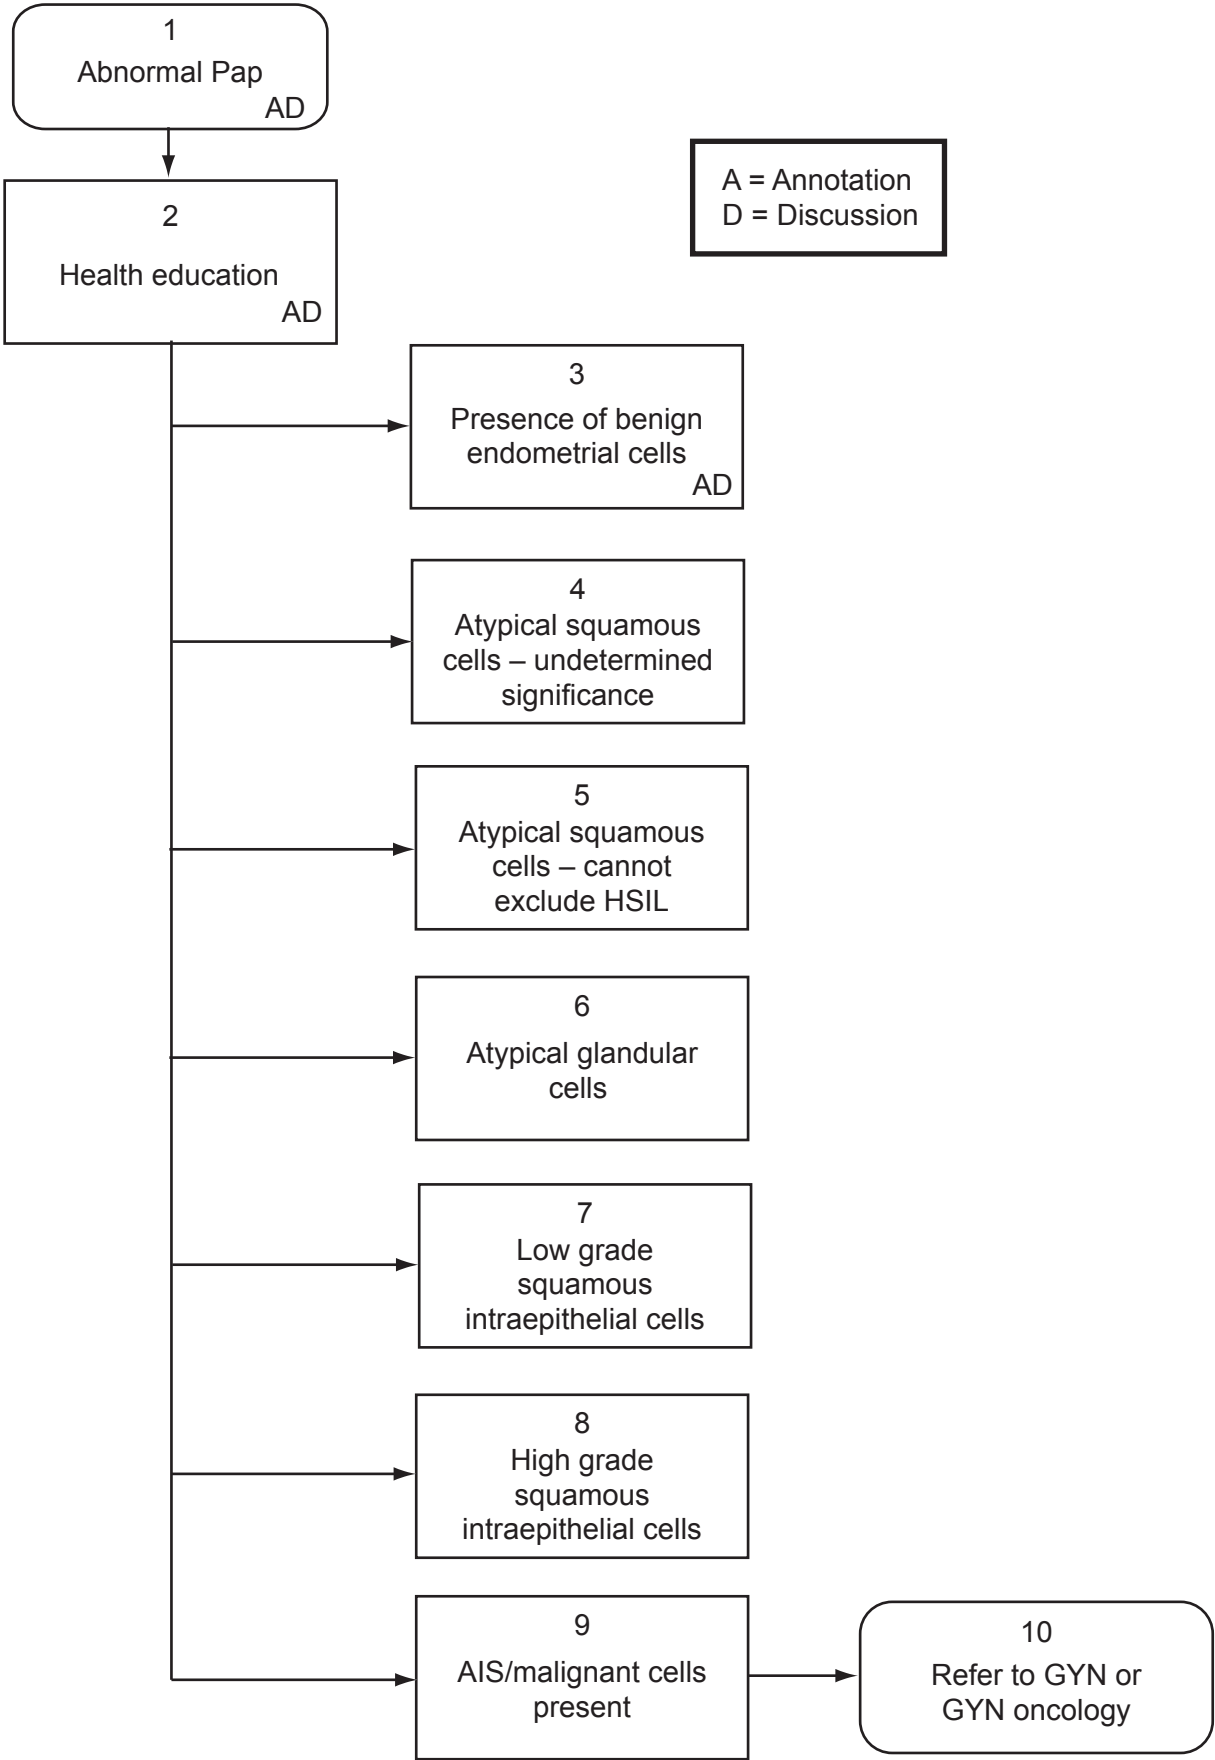 1
Abnormal Pap
AD
A = Annotation
D = Discussion
2
Health education
AD
3
Presence of benign
endometrial cells
AD
4
Atypical squamous
cells – undetermined
significance
5
Atypical squamous
cells – cannot
exclude HSIL
6
Atypical glandular
cells
7
Low grade
squamous
intraepithelial cells
8
High grade
squamous
intraepithelial cells
9
AIS/malignant cells
present
10
Refer to GYN or
GYN oncology